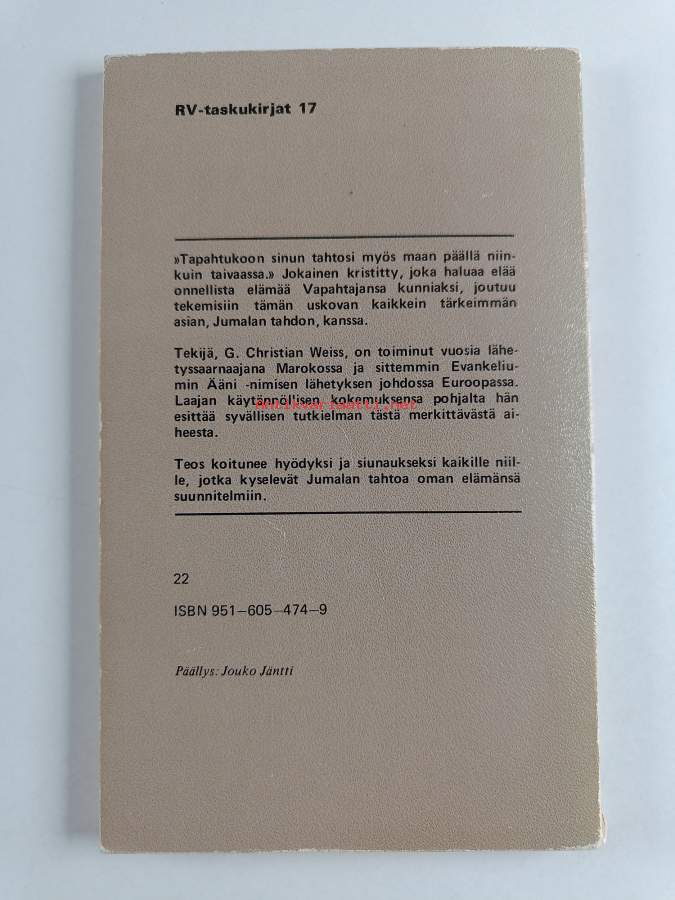 RV-taskukirjat 17
»Tapahtukoon sinun tahtosi myös maan päällä niin-
kuin taivaassa.» Jokainen kristitty, joka haluaa elää
onnellista elämää Vapahtajansa kunniaksi, joutuu
tekemisiin tämän uskovan kaikkein tärkeimmän
asian, Jumalan tahdon, kanssa.
Tekijä, G. Christian Weiss, on toiminut vuosia lähe-
tyssaarnaajana Marokossa ja sittemmin Evankeliu-
min Ääni -nimisen lähetyksen johdossa Euroopassa.
Laajan käytännöllisen kokemuksensa pohjalta hän
Antikvariaatti.net
esittää syvällisen tutkielman tästä merkittävästä ai-
heesta.
Teos koitunee hyödyksi ja siunaukseksi kaikille niil-
le, jotka kyselevät Jumalan tahtoa oman elämänsä
suunnitelmiin.
22
ISBN 951-605-474-9
Päällys: Jouko Jäntti